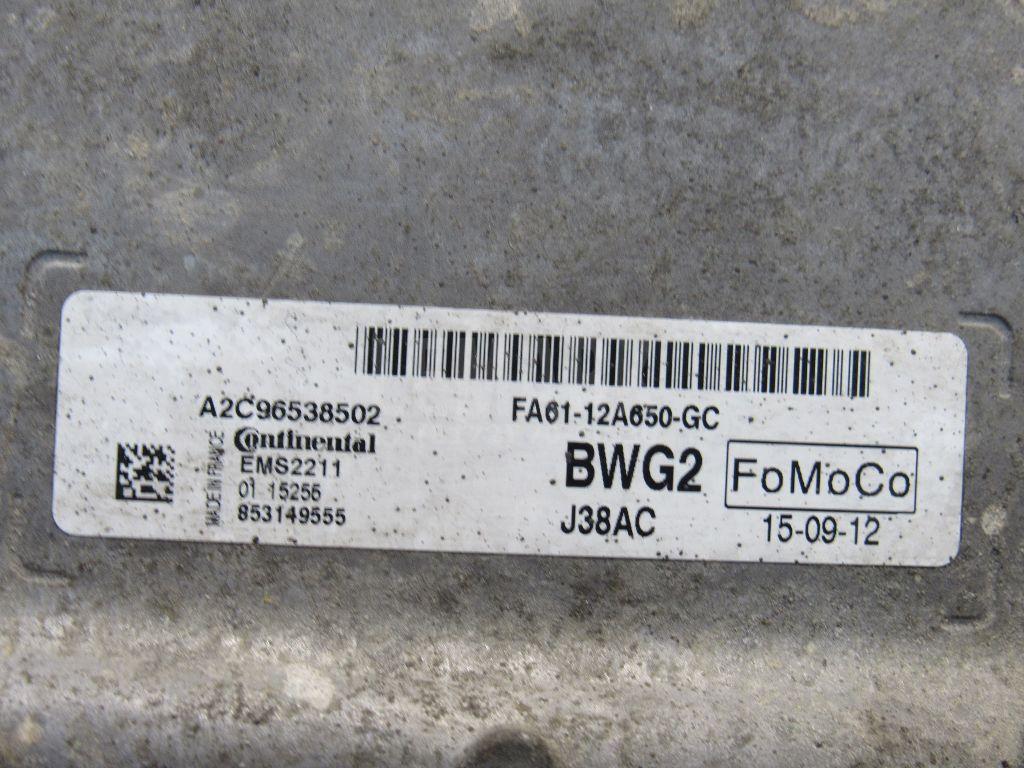 A2C96538502
Continental
MADE IN FRANCE
EMS2211
01 15255
853149555
FA61-12A650-GC
BWG2
J38AC
FoMoCo
15-09-12